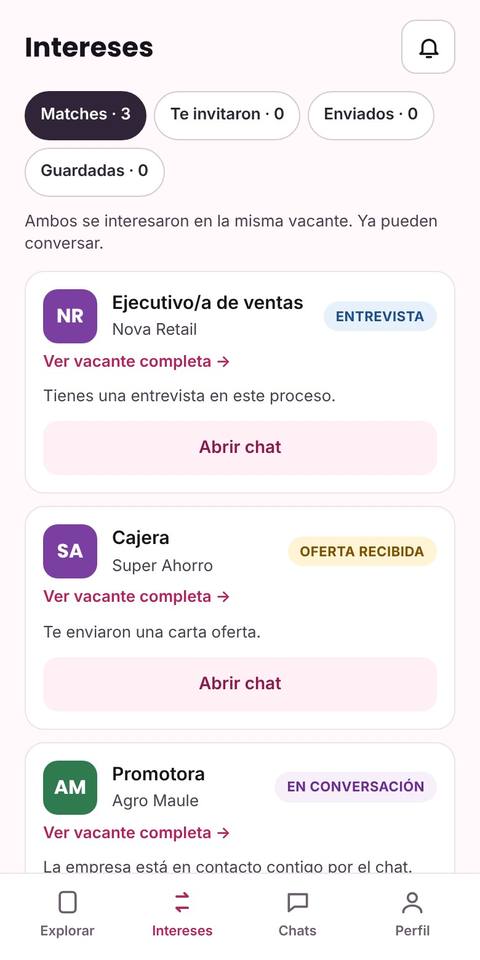 Intereses
Matches · 3
Te invitaron · 0
Enviados · 0
Guardadas · 0
Ambos se interesaron en la misma vacante. Ya pueden
conversar.
NR
Ejecutivo/a de ventas
Nova Retail
ENTREVISTA
Ver vacante completa →
Tienes una entrevista en este proceso.
Abrir chat
SA
Cajera
Super Ahorro
OFERTA RECIBIDA
Ver vacante completa →
Te enviaron una carta oferta.
Abrir chat
AM
Promotora
Agro Maule
EN CONVERSACIÓN
Ver vacante completa →
La empresa está en contacto contigo por el chat.
Explorar
Intereses
Chats
Perfil